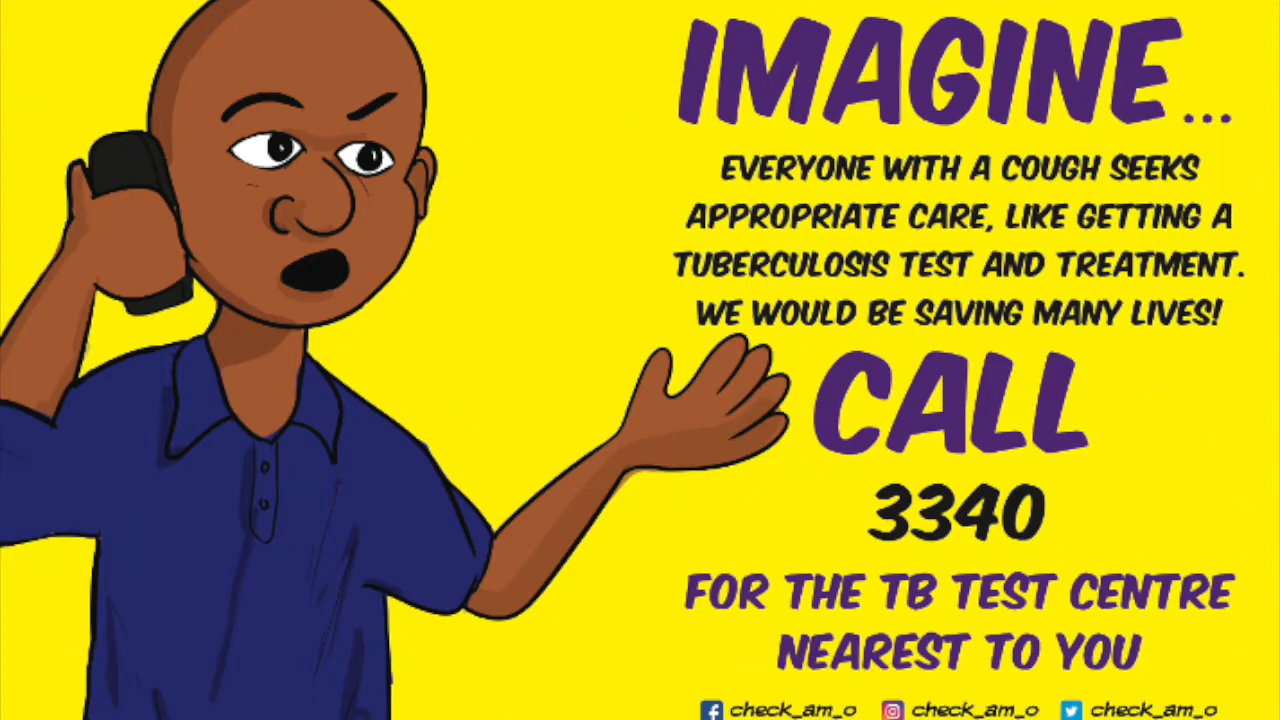 IMAGINE...
EVERYONE WITH A COUGH SEEKS
APPROPRIATE CARE, LIKE GETTING A
TUBERCULOSIS TEST AND TREATMENT.
WE WOULD BE SAVING MANY LIVES!
CALL
3340
FOR THE TB TEST CENTRE
NEAREST TO YOU
check_am_o check_am_o check_am_o